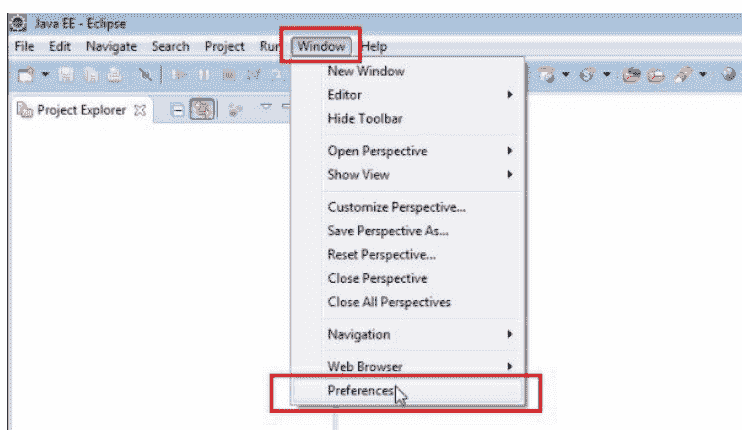 Java EE - Eclipse
File Edit Navigate Search Project Run Window Help
Project Explorer
New Window
Editor
Hide Toolbar
Open Perspective
Show View
Customize Perspective...
Save Perspective As...
Reset Perspective...
Close Perspective
Close All Perspectives
Navigation
Web Browser
Preferences